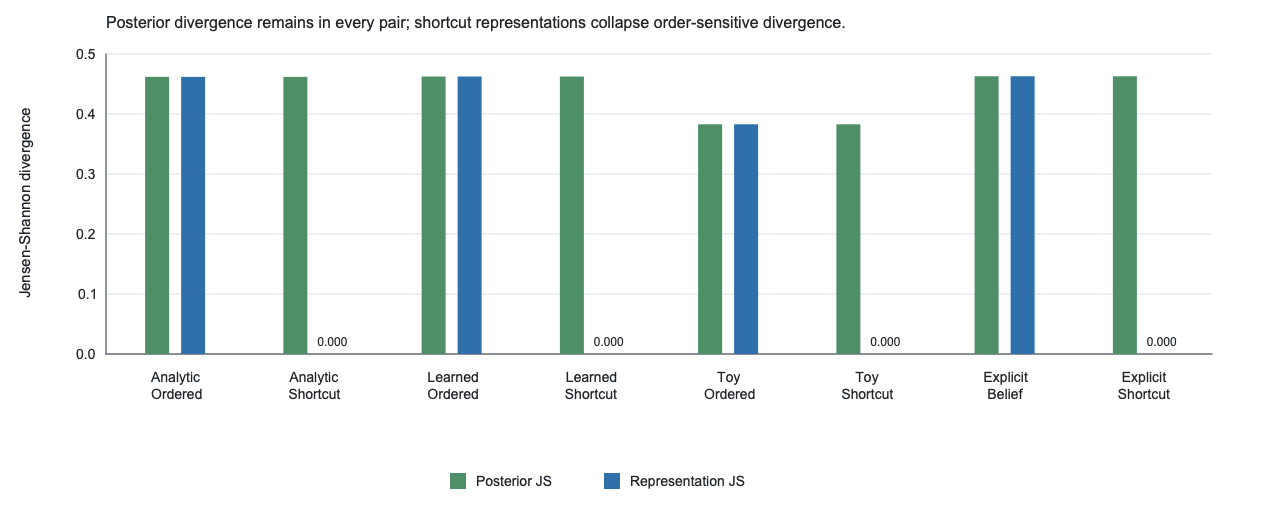 Posterior divergence remains in every pair; shortcut representations collapse order-sensitive divergence.
Jensen-Shannon divergence
0.5
0.4
0.3
0.2
0.1
0.0
0.000
0.000
0.000
0.000
Analytic
Ordered
Analytic
Shortcut
Learned
Ordered
Learned
Shortcut
Toy
Ordered
Toy
Shortcut
Explicit
Belief
Explicit
Shortcut
Posterior JS
Representation JS